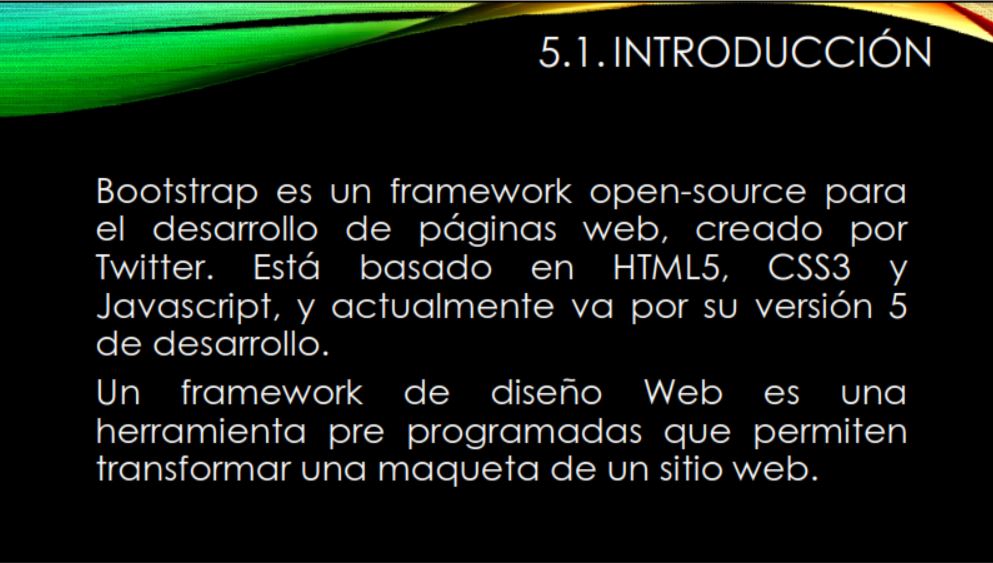 5.1. INTRODUCCIÓN
Bootstrap es un framework open-source para
el desarrollo de páginas web, creado por
Twitter. Está basado en HTML5, CSS3 y
Javascript, y actualmente va por su versión 5
de desarrollo.
Un framework de diseño Web es una
herramienta pre programadas que permiten
transformar una maqueta de un sitio web.